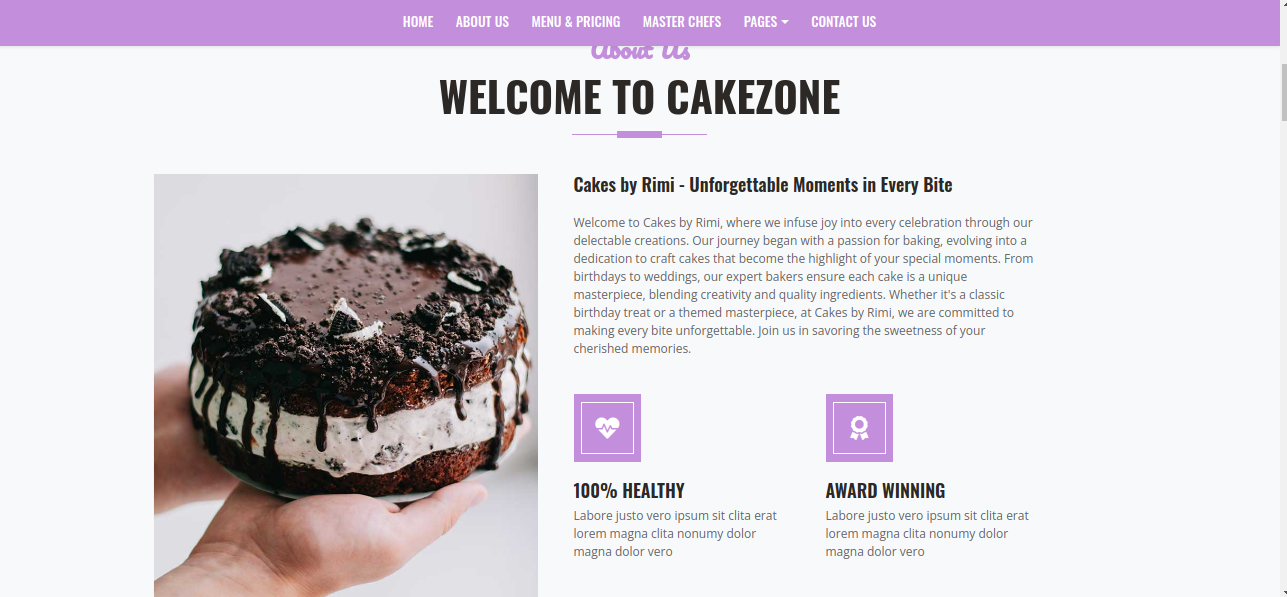 HOME ABOUT US MENU & PRICING MASTER CHEFS PAGES CONTACT US
About Us
WELCOME TO CAKEZONE
Cakes by Rimi - Unforgettable Moments in Every Bite
Welcome to Cakes by Rimi, where we infuse joy into every celebration through our
delectable creations. Our journey began with a passion for baking, evolving into a
dedication to craft cakes that become the highlight of your special moments. From
birthdays to weddings, our expert bakers ensure each cake is a unique
masterpiece, blending creativity and quality ingredients. Whether it's a classic
birthday treat or a themed masterpiece, at Cakes by Rimi, we are committed to
making every bite unforgettable. Join us in savoring the sweetness of your
cherished memories.
100% HEALTHY
Labore justo vero ipsum sit clita erat
lorem magna clita nonumy dolor
magna dolor vero
AWARD WINNING
Labore justo vero ipsum sit clita erat
lorem magna clita nonumy dolor
magna dolor vero